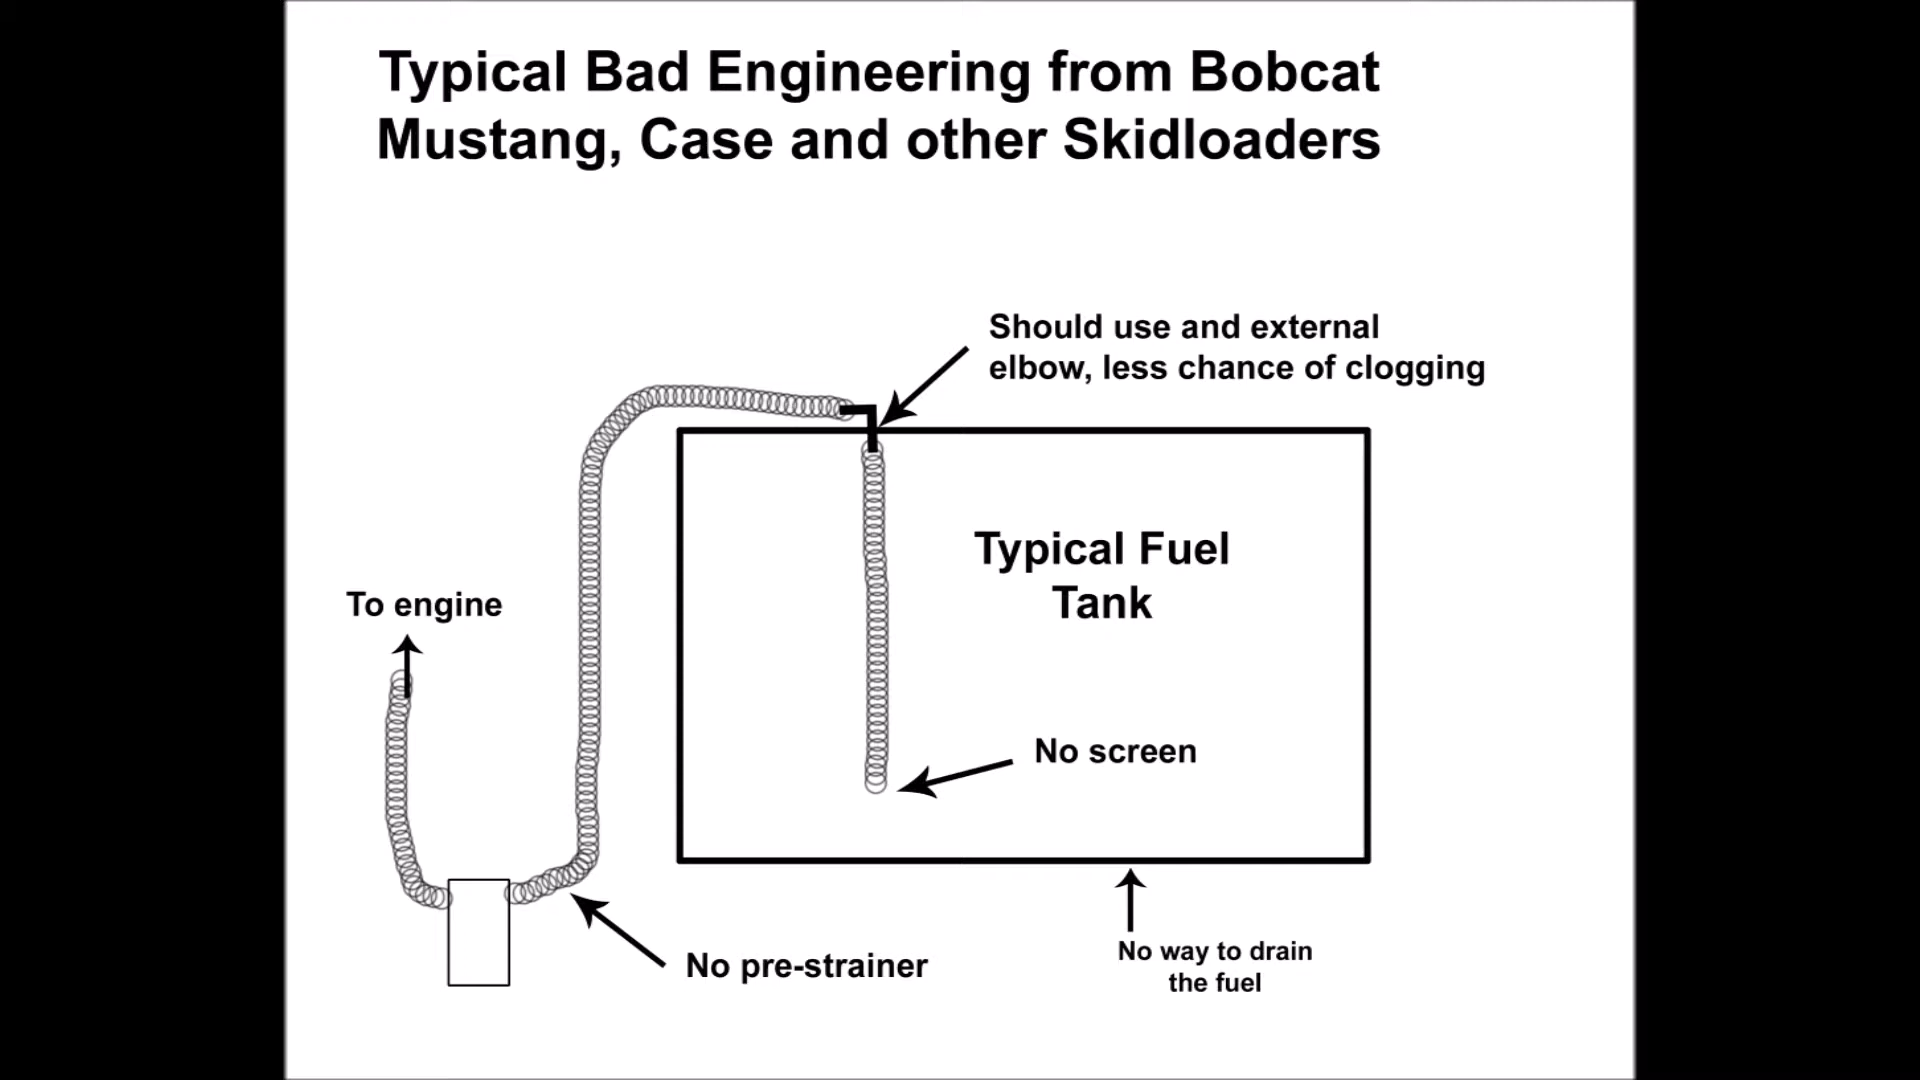 Typical Bad Engineering from Bobcat
Mustang, Case and other Skidloaders
Should use and external
elbow, less chance of clogging
Typical Fuel
Tank
To engine
No screen
No pre-strainer
No way to drain
the fuel